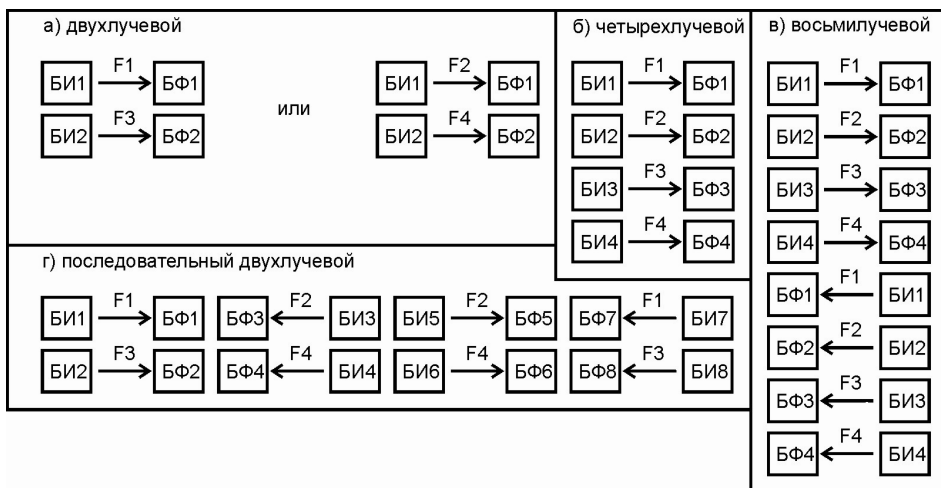 а) двухлучевой
F1
БИ1 БФ1
F3
БИ2 БФ2
или
F2
БИ1 БФ1
F4
БИ2 БФ2
б) четырехлучевой
F1
БИ1 БФ1
F2
БИ2 БФ2
F3
БИ3 БФ3
F4
БИ4 БФ4
в) восьмилучевой
F1
БИ1 БФ1
F2
БИ2 БФ2
F3
БИ3 БФ3
F4
БИ4 БФ4
F1
БФ1 БИ1
F2
БФ2 БИ2
F3
БФ3 БИ3
F4
БФ4 БИ4
г) последовательный двухлучевой
F1 F2 F2 F1
БИ1 БФ1 БФ3 БИ3 БИ5 БФ5 БФ7 БИ7
F3 F4 F4 F3
БИ2 БФ2 БФ4 БИ4 БИ6 БФ6 БФ8 БИ8